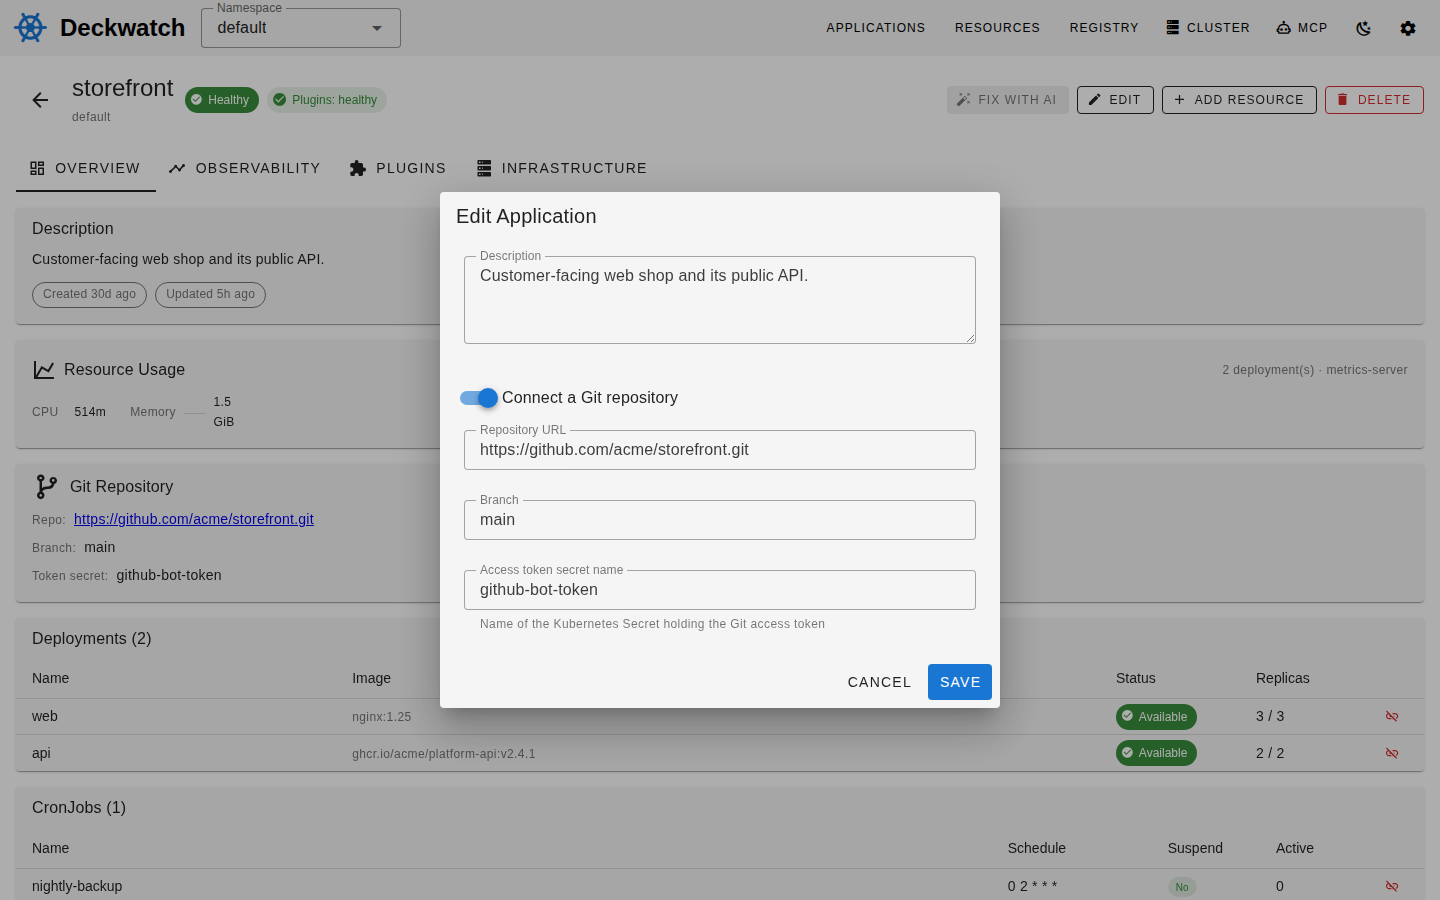 Deckwatch
Namespace
default
APPLICATIONS
RESOURCES
REGISTRY
CLUSTER
MCP
storefront
default
Healthy
Plugins: healthy
FIX WITH AI
EDIT
ADD RESOURCE
DELETE
OVERVIEW
OBSERVABILITY
PLUGINS
INFRASTRUCTURE
Description
Customer-facing web shop and its public API.
Created 30d ago
Updated 5h ago
Resource Usage
2 deployment(s) · metrics-server
CPU
514m
Memory
1.5
GiB
Git Repository
Repo: https://github.com/acme/storefront.git
Branch: main
Token secret: github-bot-token
Edit Application
Description
Customer-facing web shop and its public API.
Connect a Git repository
Repository URL
https://github.com/acme/storefront.git
Branch
main
Access token secret name
github-bot-token
Name of the Kubernetes Secret holding the Git access token
CANCEL
SAVE
Deployments (2)
Name Image Status Replicas
web nginx:1.25 Available 3 / 3
api ghcr.io/acme/platform-api:v2.4.1 Available 2 / 2
CronJobs (1)
Name Schedule Suspend Active
nightly-backup 0 2 * * * No 0